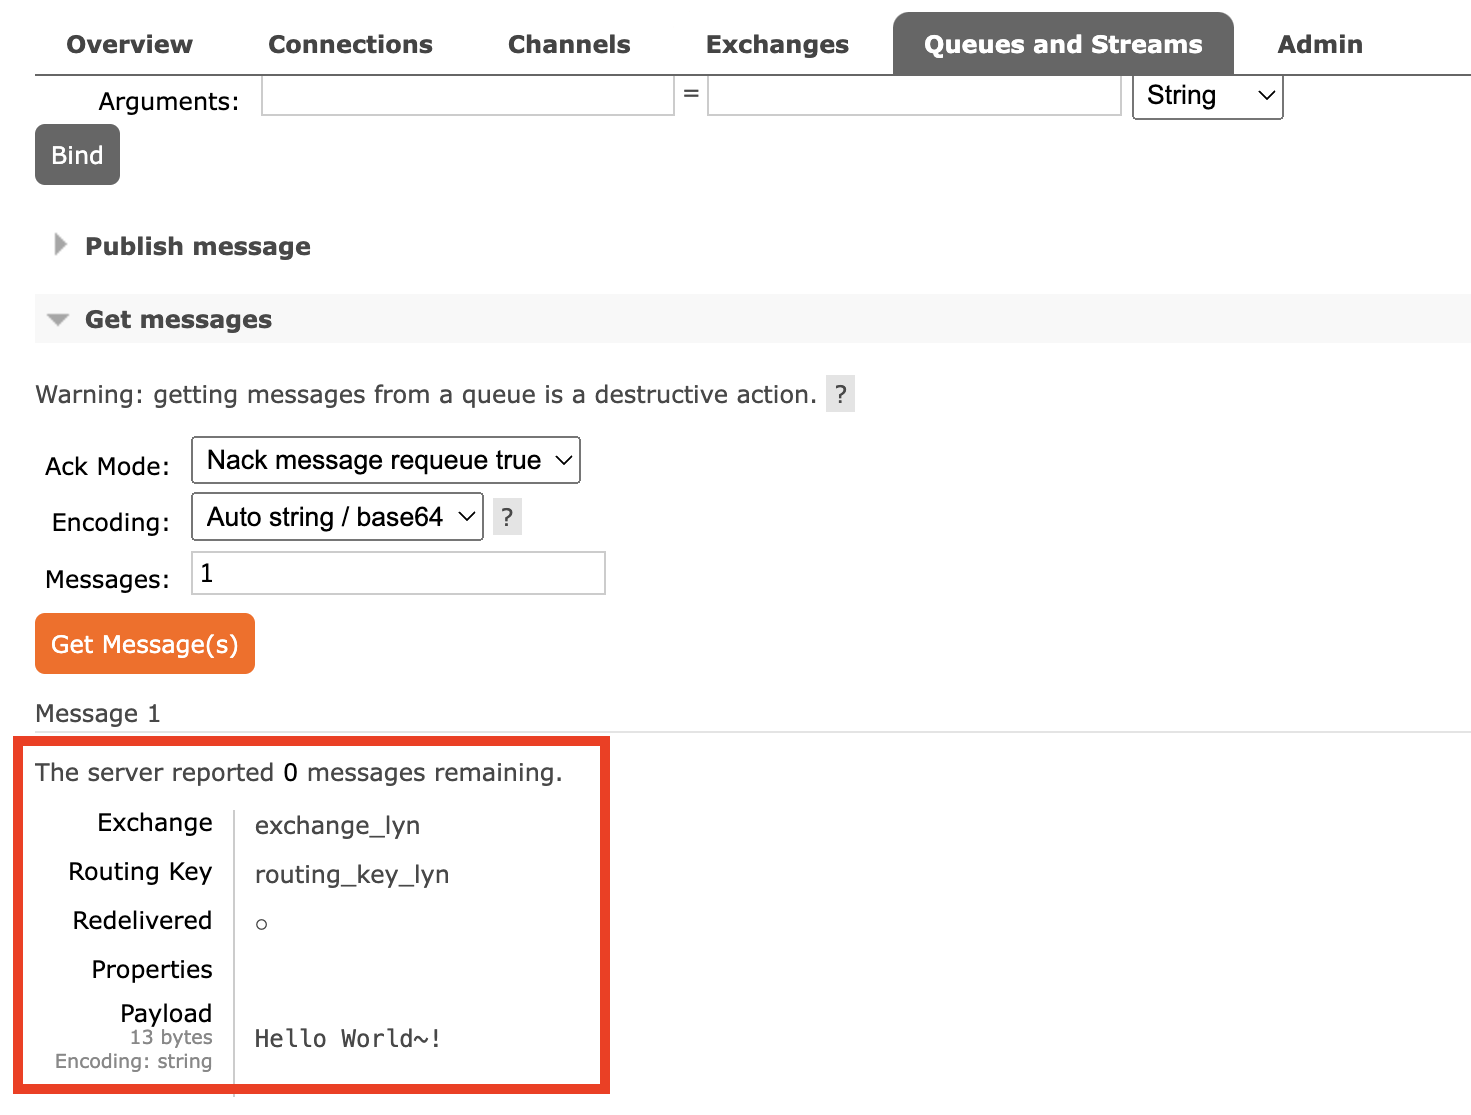 Overview Connections Channels Exchanges Queues and Streams Admin
Arguments: = String
Bind
Publish message
Get messages
Warning: getting messages from a queue is a destructive action. ?
Ack Mode: Nack message requeue true
Encoding: Auto string / base64 ?
Messages: 1
Get Message(s)
Message 1
The server reported 0 messages remaining.
Exchange exchange_lyn
Routing Key routing_key_lyn
Redelivered ○
Properties
Payload
13 bytes
Hello World~!
Encoding: string